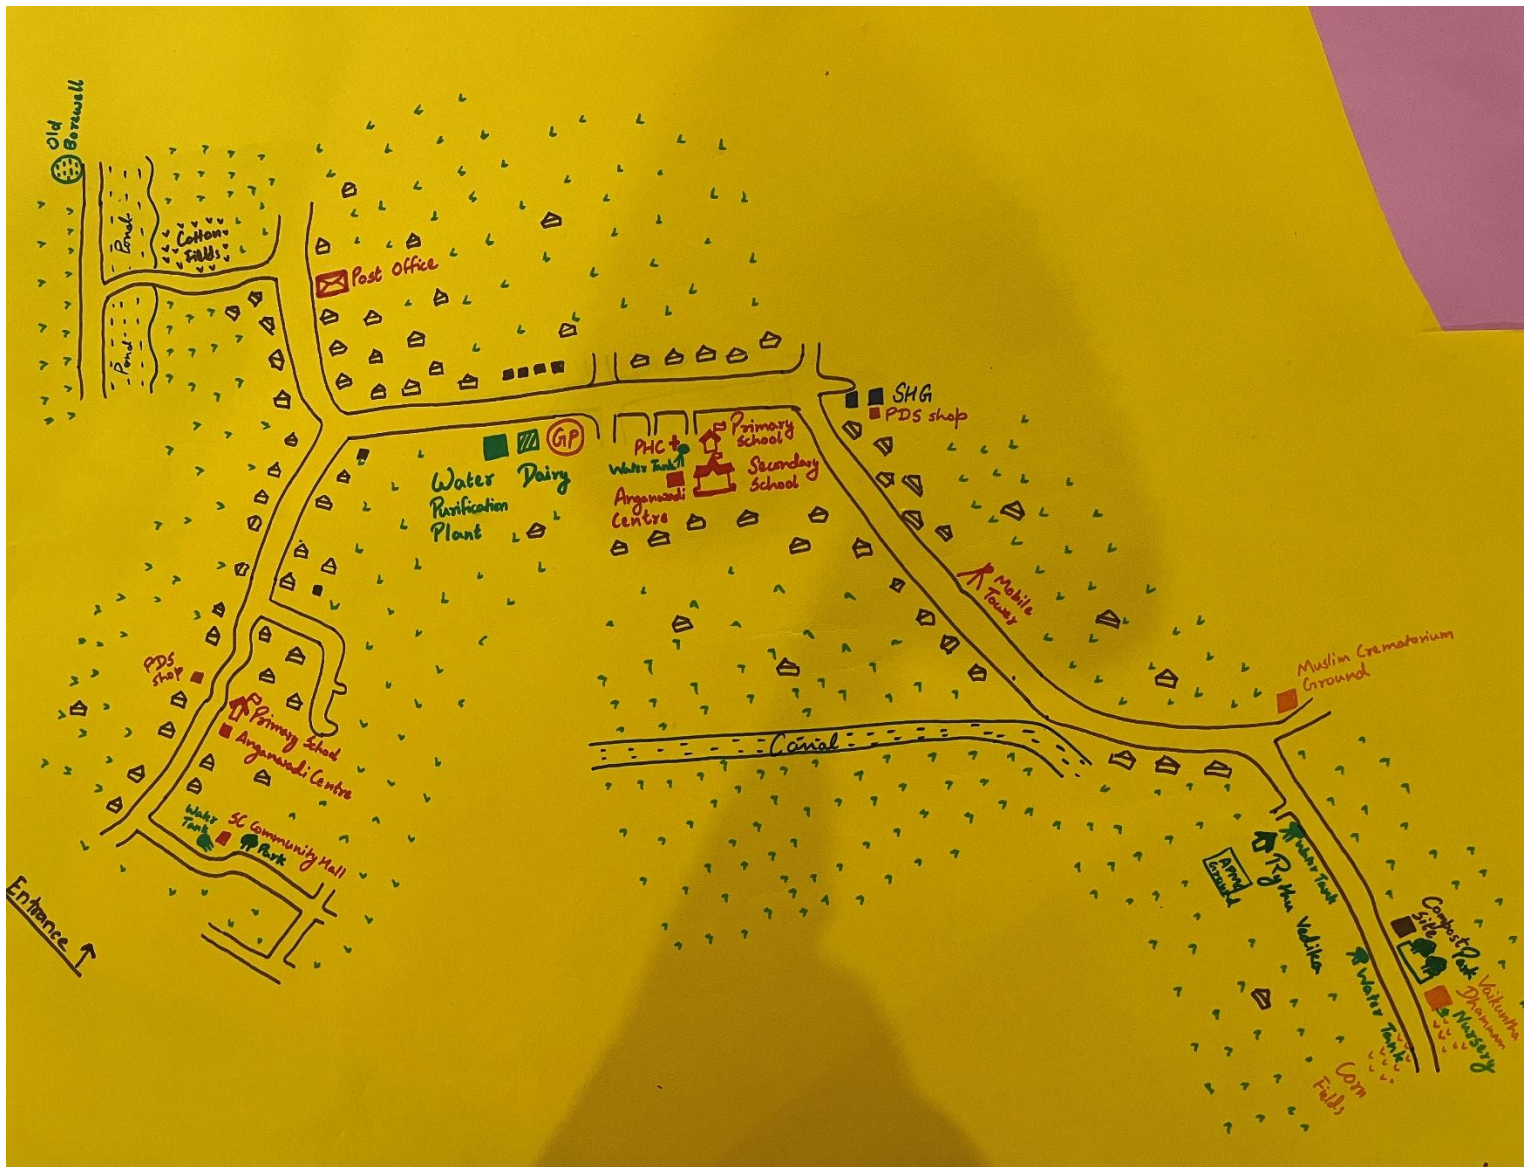 Old
Borewell
Pond
Cotton
Fields
Post Office
Pond
SHG
PDS shop
GP
Primary
School
PHC
Water Tank
Secondary
School
Water
Purification
Plant
Dairy
Anganwadi
Centre
Mobile
Tower
Muslim Crematorium
Ground
PDS
shop
Primary School
Anganwadi Centre
Canal
Water
Tank
SC Community Hall
Park
Entrance
Water Tank
Rythu Vedika
Ground
Compost
Site
Park
Vaikuntha
Dhamam
Nursery
Water Tank
Corn
Fields